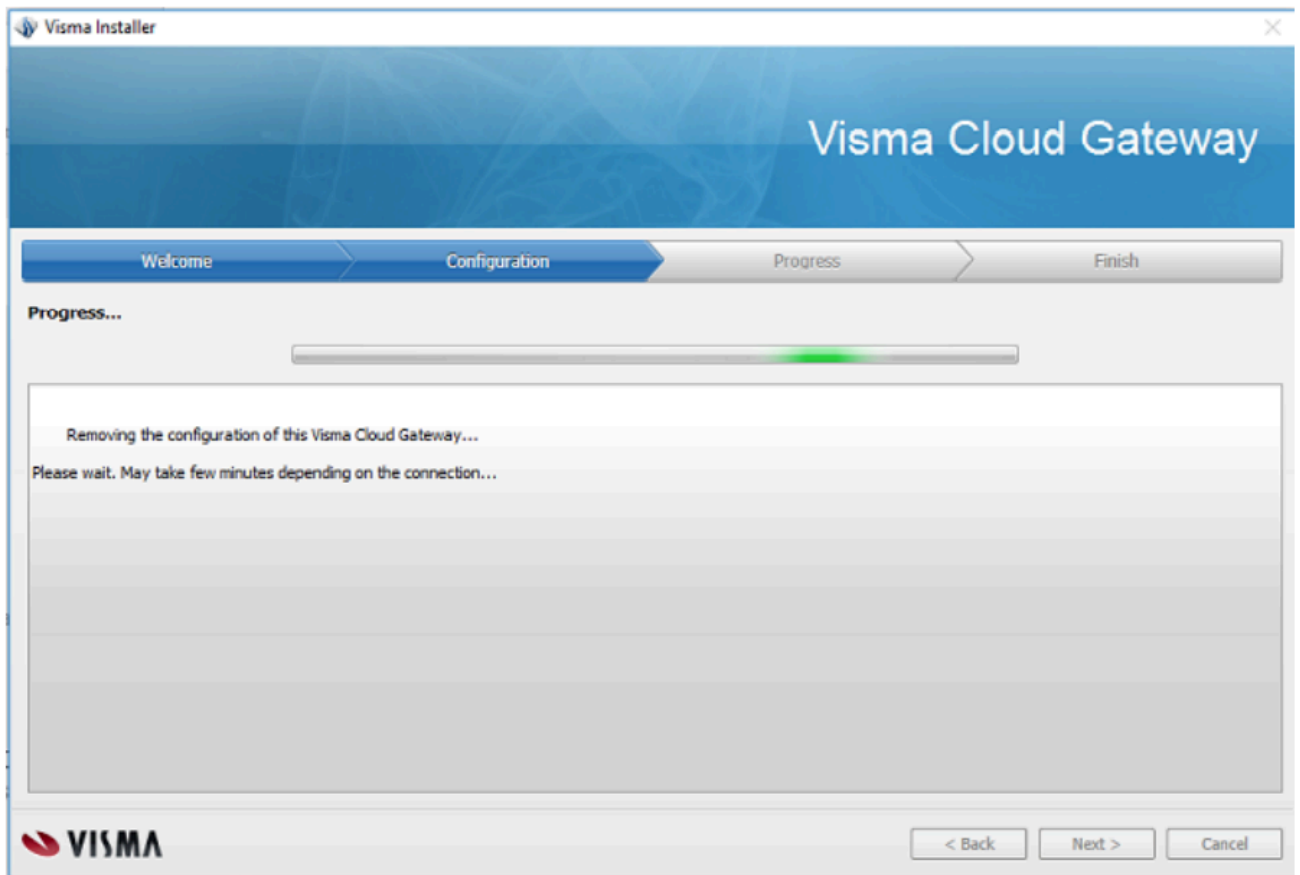 Visma Installer
Visma Cloud Gateway
Welcome
Configuration
Progress
Finish
Progress...
Removing the configuration of this Visma Cloud Gateway...
Please wait. May take few minutes depending on the connection...
VISMA
< Back
Next >
Cancel